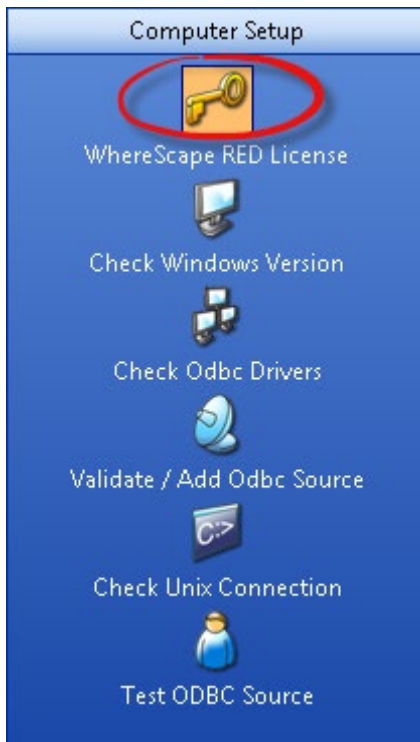 Computer Setup
WhereScape RED License
Check Windows Version
Check Odbc Drivers
Validate / Add Odbc Source
C:>
Check Unix Connection
Test ODBC Source